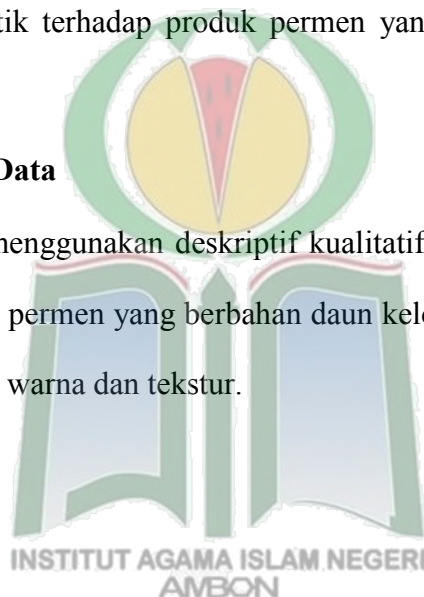 tik terhadap produk permen yan
Data
menggunakan deskriptif kualitatif
permen yang berbahan daun kelo
warna dan tekstur.
INSTITUT AGAMA ISLAM NEGERI
AMBON